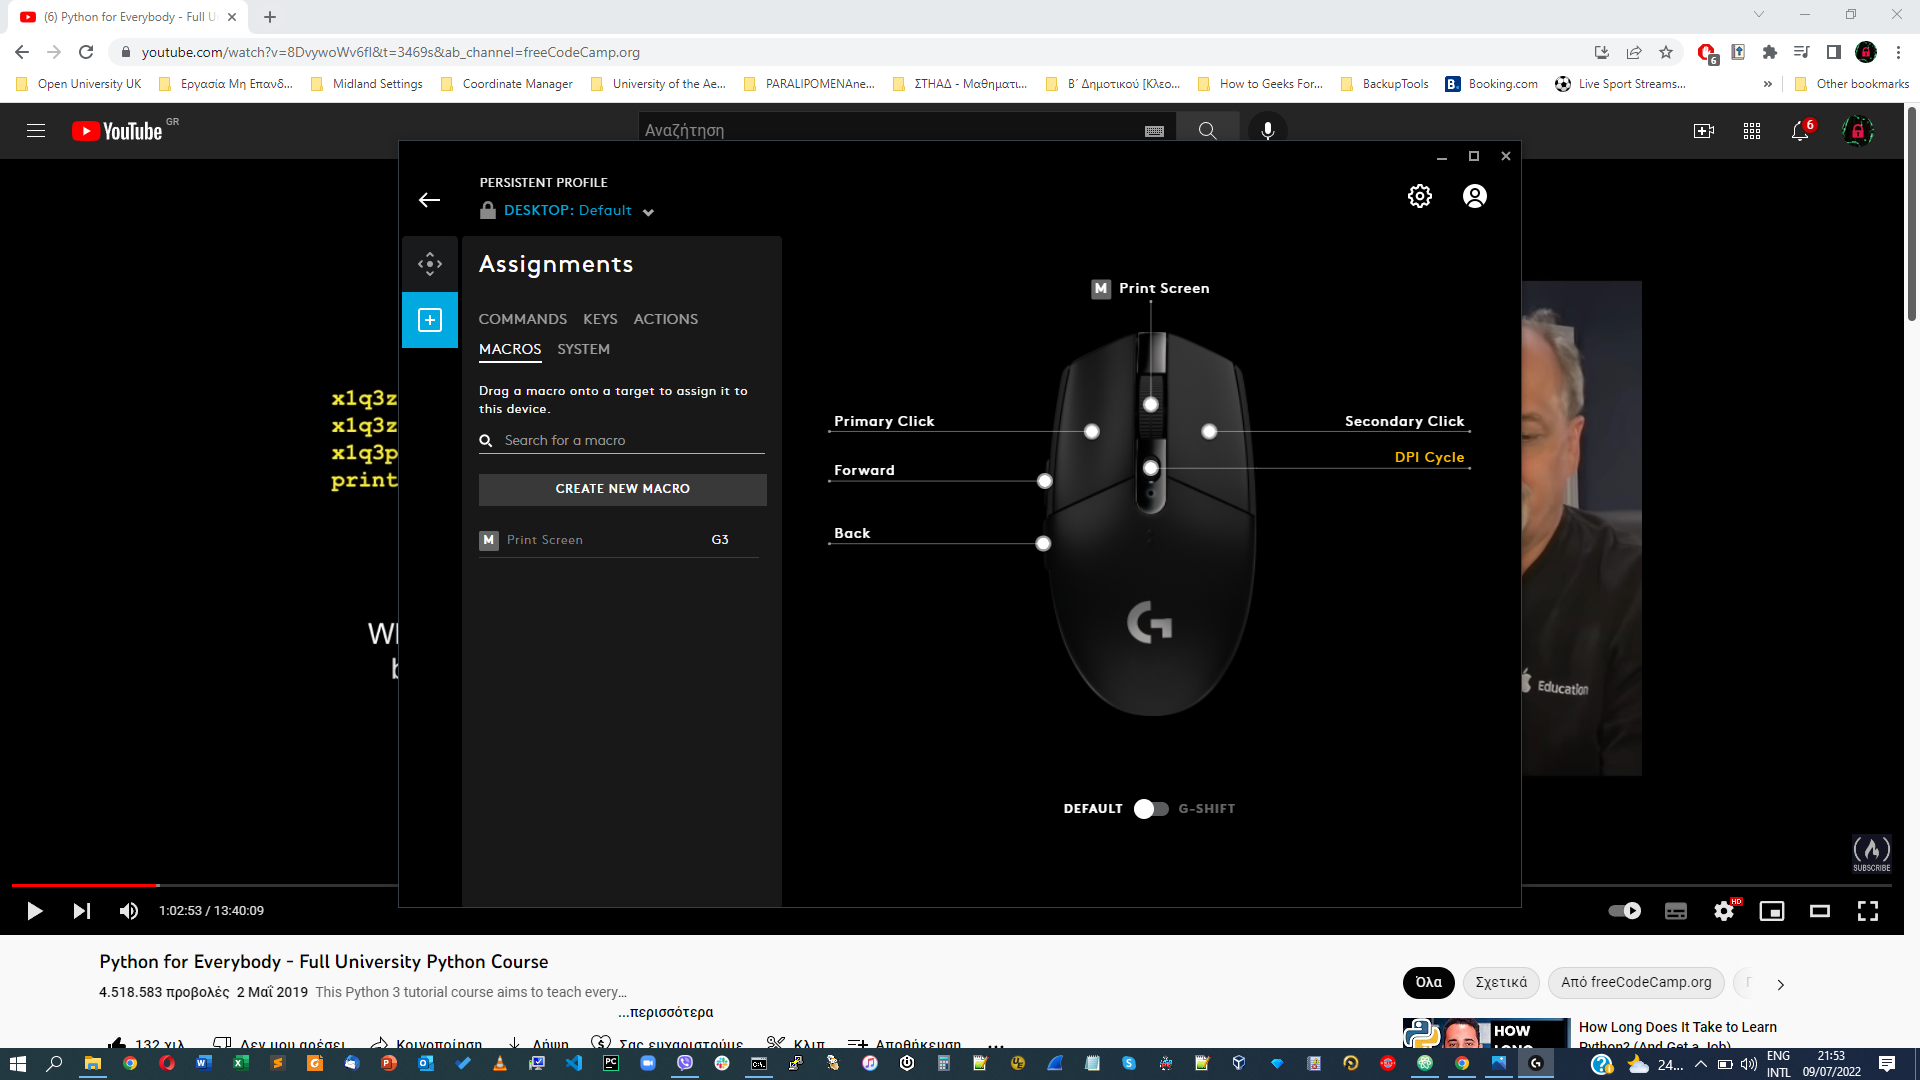 (6) Python for Everybody - Full U
youtube.com/watch?v=8DvywoWv6fI&t=3469s&ab_channel=freeCodeCamp.org
6
Open University UK
Εργασία Μη Επανδ...
Midland Settings
Coordinate Manager
University of the Ae...
PARALIPOMENAne...
ΣΤΗΑΔ - Μαθηματι...
Β΄ Δημοτικού [Κλεο...
How to Geeks For...
BackupTools
B.
Booking.com
Live Sport Streams...
»
Other bookmarks
YouTube GR
Αναζήτηση
6
PERSISTENT PROFILE
DESKTOP: Default
Assignments
COMMANDS KEYS ACTIONS
MACROS SYSTEM
Drag a macro onto a target to assign it to
this device.
Search for a macro
CREATE NEW MACRO
M Print Screen G3
M Print Screen
Primary Click
Secondary Click
DPI Cycle
Forward
Back
DEFAULT G-SHIFT
x1q3z
x1q3z
x1q3p
print
Education
SUBSCRIBE
1:02:53 / 13:40:09
HD
Python for Everybody - Full University Python Course
4.518.583 προβολές 2 Μαΐ 2019 This Python 3 tutorial course aims to teach every...
...περισσότερα
132 χιλ. Δεν μου αρέσει Κοινοποίηση Λήψη Σας ευχαριστούμε Κλιπ Αποθήκευση ...
Όλα Σχετικά Από freeCodeCamp.org
HOW
How Long Does It Take to Learn
Python? (And Get a Job)
24...
ENG
INTL
21:53
09/07/2022